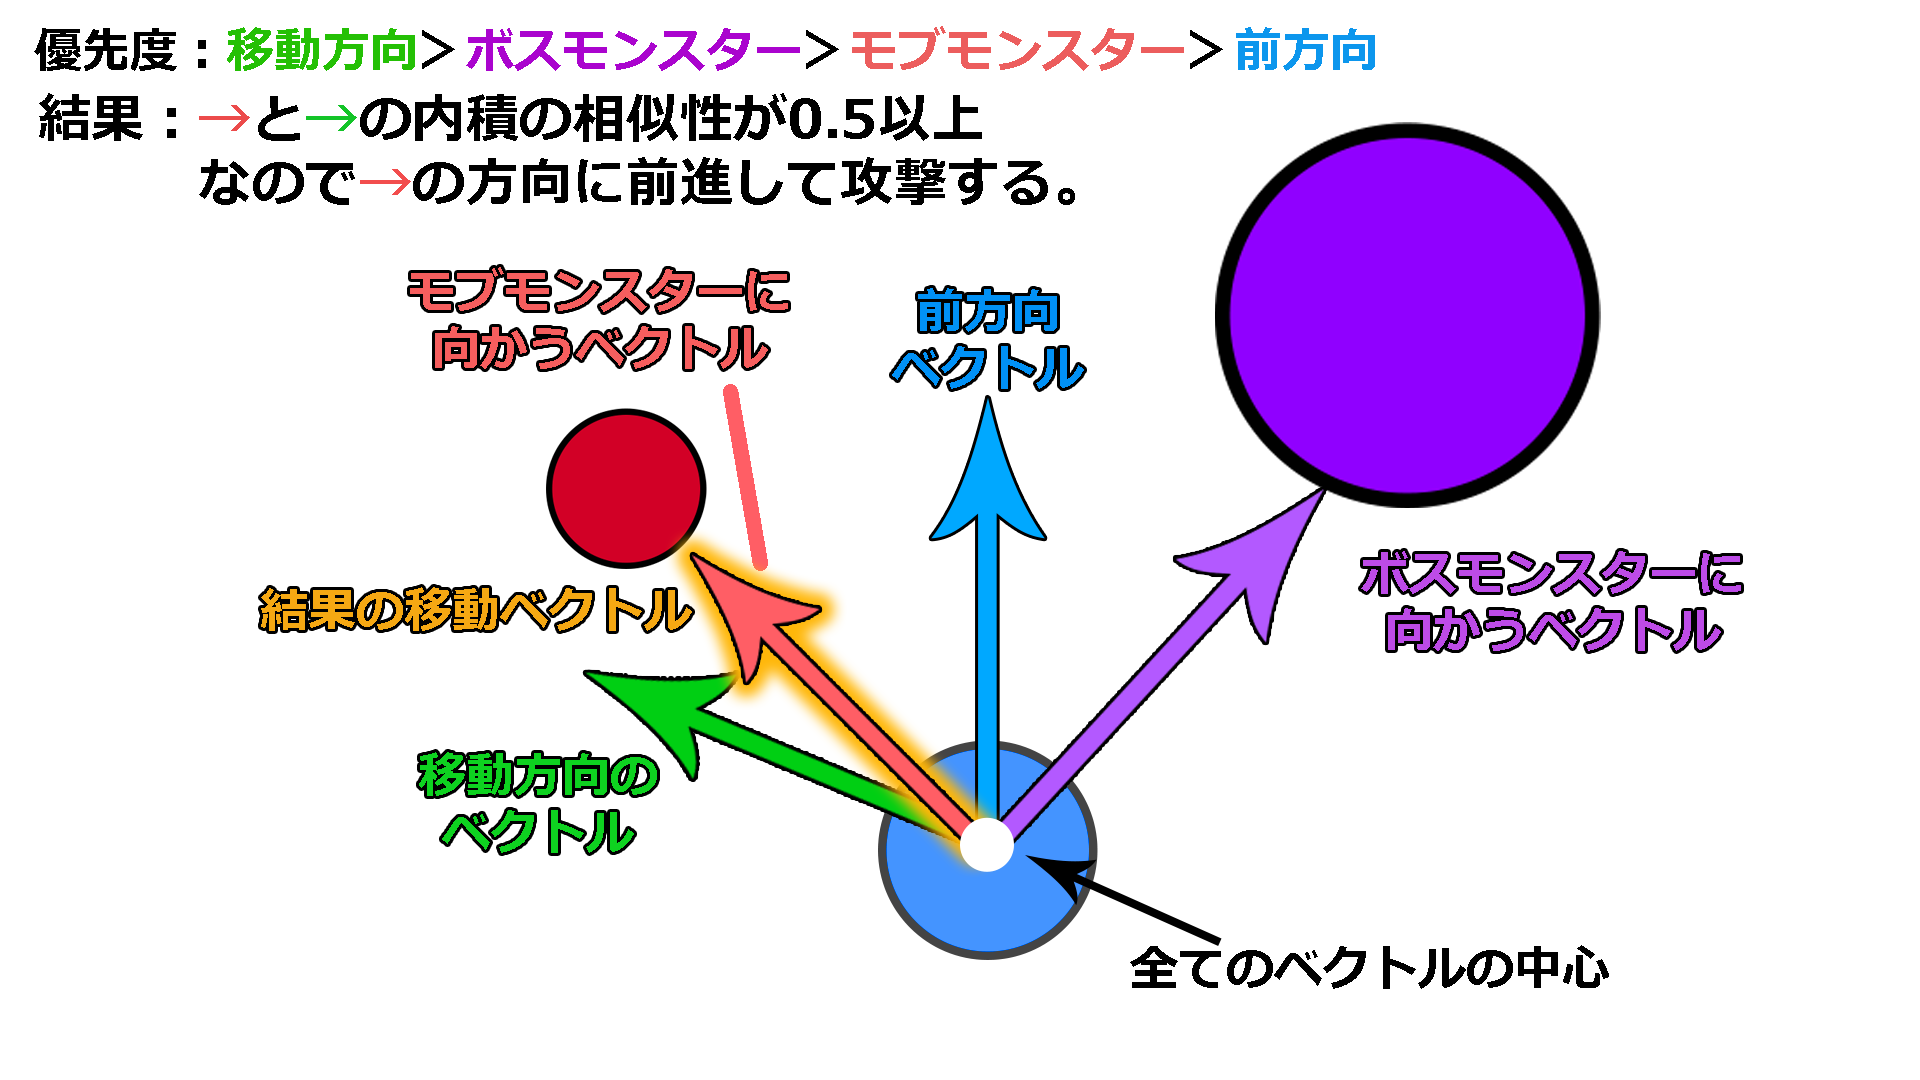 優先度：移動方向＞ボスモンスター＞モブモンスター＞前方向
結果：→と→の内積の相似性が0.5以上
なので→の方向に前進して攻撃する。
モブモンスターに
向かうベクトル
前方向
ベクトル
結果の移動ベクトル
ボスモンスターに
向かうベクトル
移動方向の
ベクトル
全てのベクトルの中心